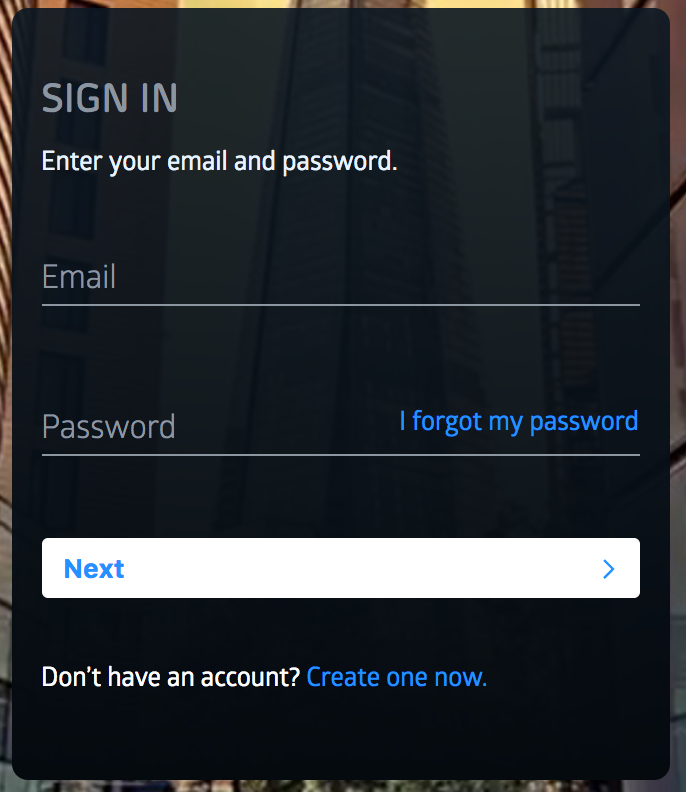 SIGN IN
Enter your email and password.
Email
Password
I forgot my password
Next
Don’t have an account? Create one now.